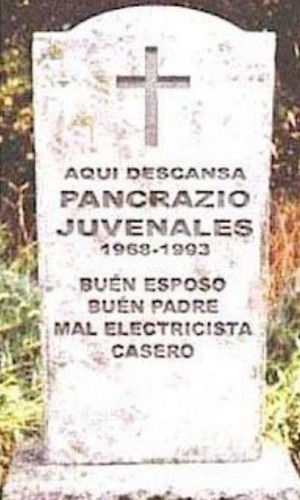 AQUI DESCANSA
PANCRAZIO
JUVENALES
1968-1993
BUÉN ESPOSO
BUÉN PADRE
MAL ELECTRICISTA
CASERO